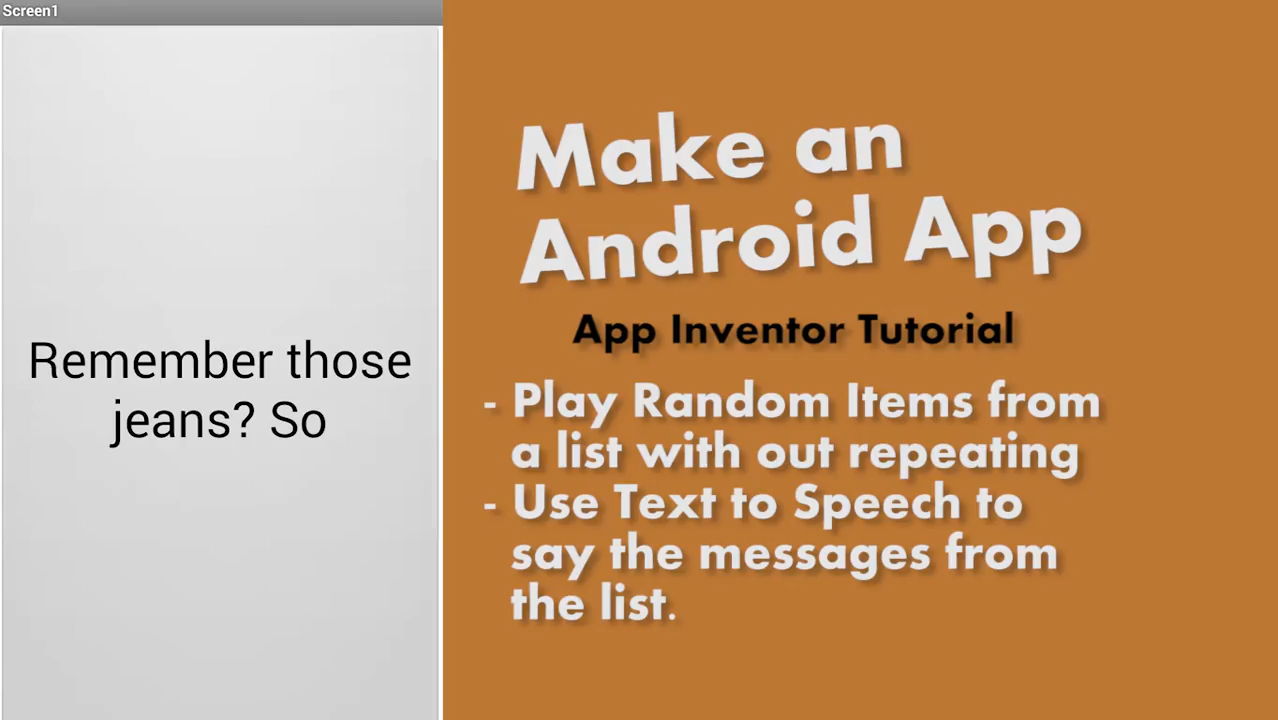 Screen1
Remember those
jeans? So
Make an
Android App
App Inventor Tutorial
- Play Random Items from
a list with out repeating
- Use Text to Speech to
say the messages from
the list.